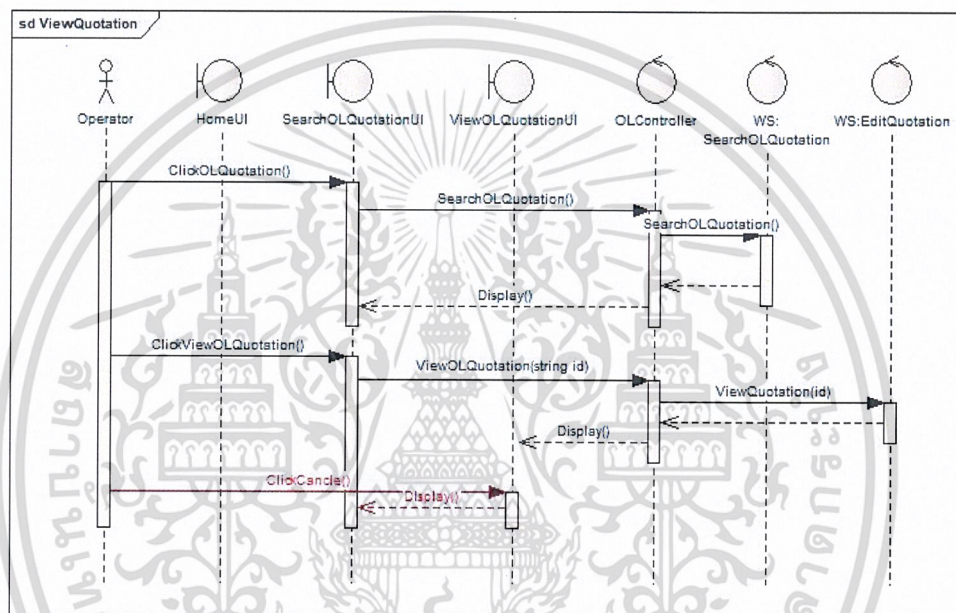 sd ViewQuotation
Operator
HomeUI
SearchOLQuotationUI
ViewOLQuotationUI
OLController
WS:
SearchOLQuotation
WS:EditQuotation
ClickOLQuotation()
SearchOLQuotation()
SearchOLQuotation()
Display()
ClickViewOLQuotation()
ViewOLQuotation(string id)
ViewQuotation(id)
Display()
ClickCancle()
Display()